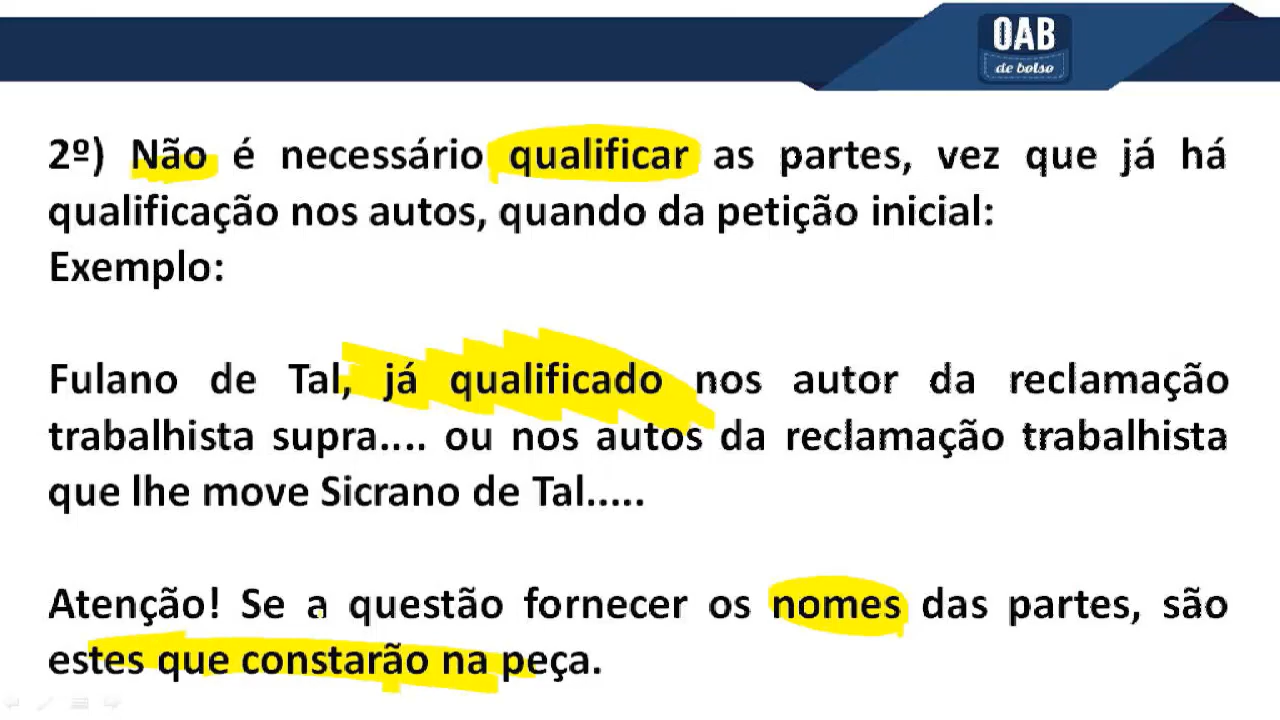 OAB
de bolso
2º) Não é necessário qualificar as partes, vez que já há
qualificação nos autos, quando da petição inicial:
Exemplo:
Fulano de Tal, já qualificado nos autor da reclamação
trabalhista supra.... ou nos autos da reclamação trabalhista
que lhe move Sicrano de Tal.....
Atenção! Se a questão fornecer os nomes das partes, são
estes que constarão na peça.